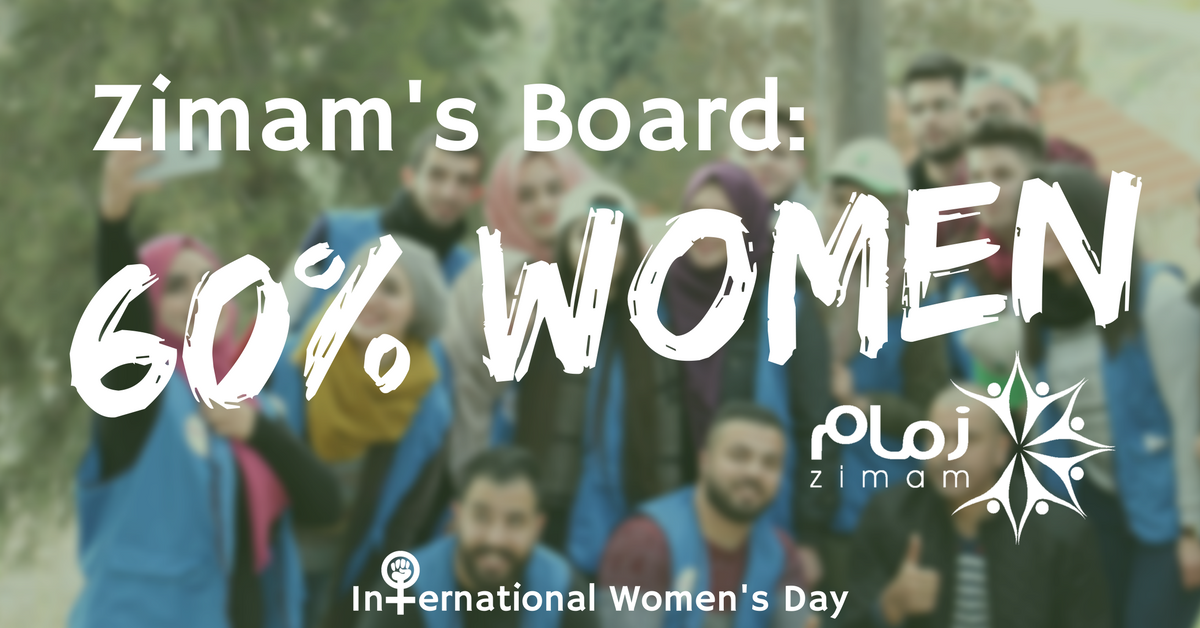 Zimam's Board:
60% WOMEN
زمام
zimam
International Women's Day